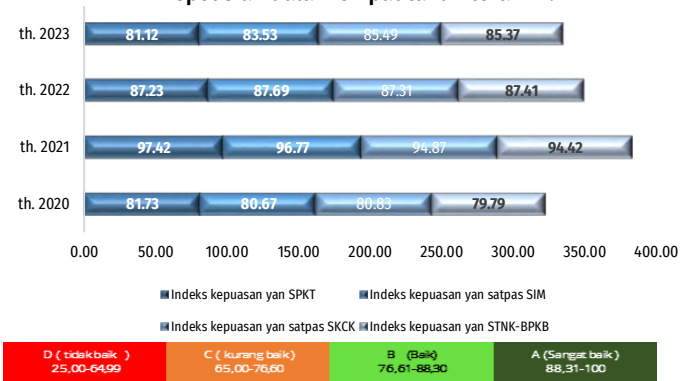 th. 2023 81.12 83.53 85.49 85.37
th. 2022 87.23 87.69 87.31 87.41
th. 2021 97.42 96.77 94.87 94.42
th. 2020 81.73 80.67 80.83 79.79
0.00 50.00 100.00 150.00 200.00 250.00 300.00 350.00 400.00
Indeks kepuasan yan SPKT Indeks kepuasan yan satpas SIM
Indeks kepuasan yan satpas SKCK Indeks kepuasan yan STNK-BPKB
D ( tidak baik ) C ( kurang baik ) B (Baik) A (Sangat baik )
25,00-64,99 65,00-76,60 76,61-88,30 88,31-100